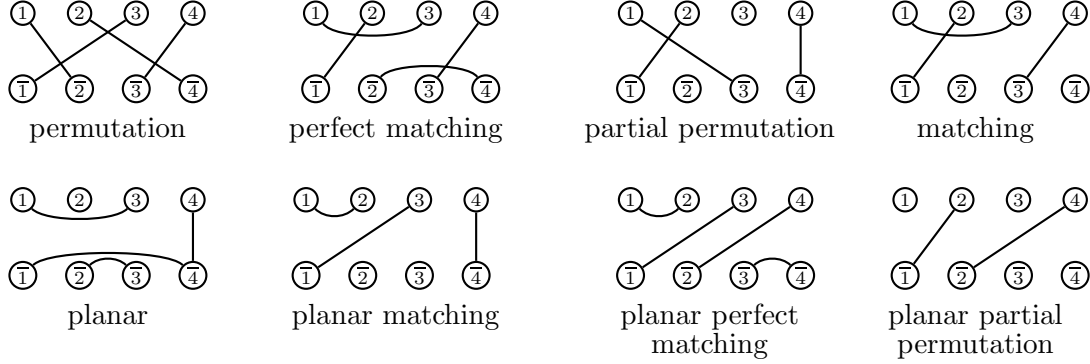 1 2 3 4 1 2 3 4 1 2 3 4 1 2 3 4
1̅ 2̅ 3̅ 4̅ 1̅ 2̅ 3̅ 4̅ 1̅ 2̅ 3̅ 4̅ 1̅ 2̅ 3̅ 4̅
permutation perfect matching partial permutation matching
1 2 3 4 1 2 3 4 1 2 3 4 1 2 3 4
1̅ 2̅ 3̅ 4̅ 1̅ 2̅ 3̅ 4̅ 1̅ 2̅ 3̅ 4̅ 1̅ 2̅ 3̅ 4̅
planar planar matching planar perfect planar partial
matching permutation